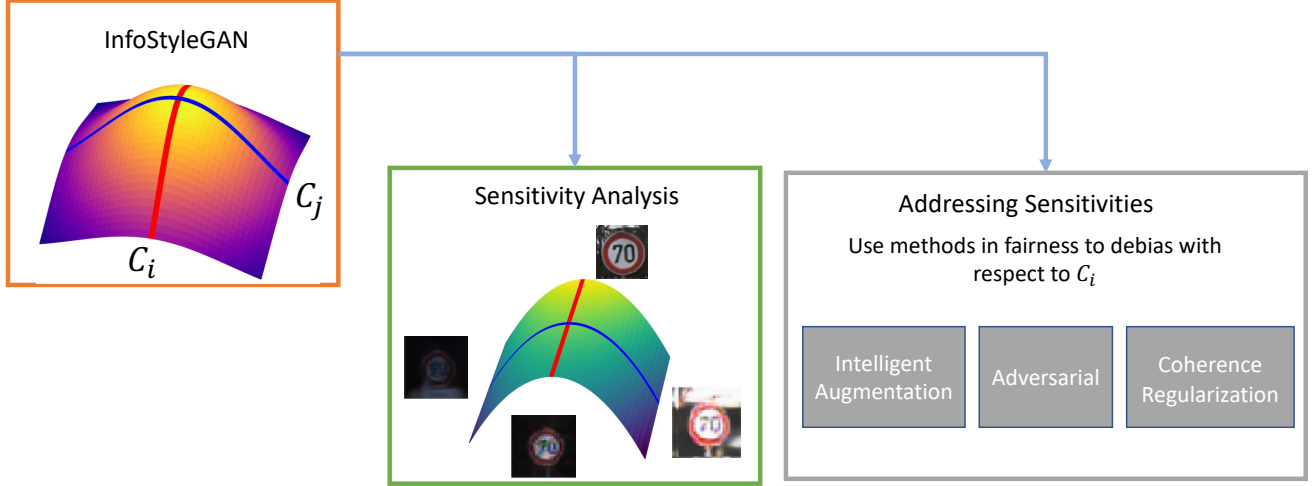 InfoStyleGAN
C_j
C_i
Sensitivity Analysis
70
70
70
70
Addressing Sensitivities
Use methods in fairness to debias with
respect to C_i
Intelligent
Augmentation
Adversarial
Coherence
Regularization